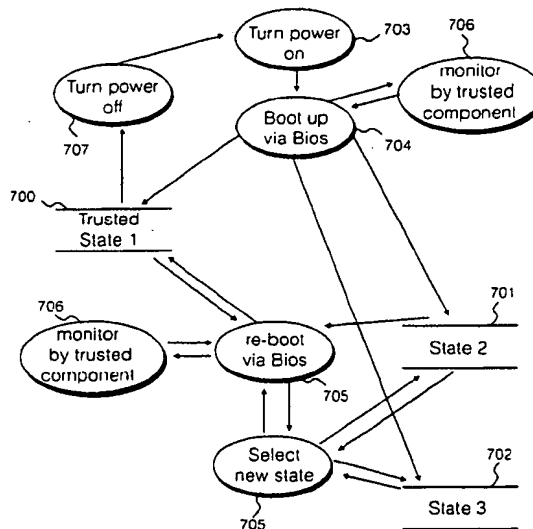 Turn power
on
703
706
monitor
by trusted
component
Turn power
off
707
Boot up
via Bios
704
700
Trusted
State 1
706
monitor
by trusted
component
re-boot
via Bios
705
701
State 2
Select
new state
705
702
State 3